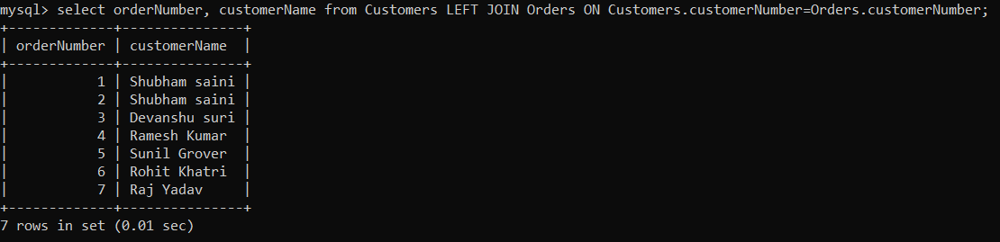 mysql> select orderNumber, customerName from Customers LEFT JOIN Orders ON Customers.customerNumber=Orders.customerNumber;
+-------------+---------------+
| orderNumber | customerName  |
+-------------+---------------+
|           1 | Shubham saini |
|           2 | Shubham saini |
|           3 | Devanshu suri |
|           4 | Ramesh Kumar  |
|           5 | Sunil Grover  |
|           6 | Rohit Khatri  |
|           7 | Raj Yadav     |
+-------------+---------------+
7 rows in set (0.01 sec)